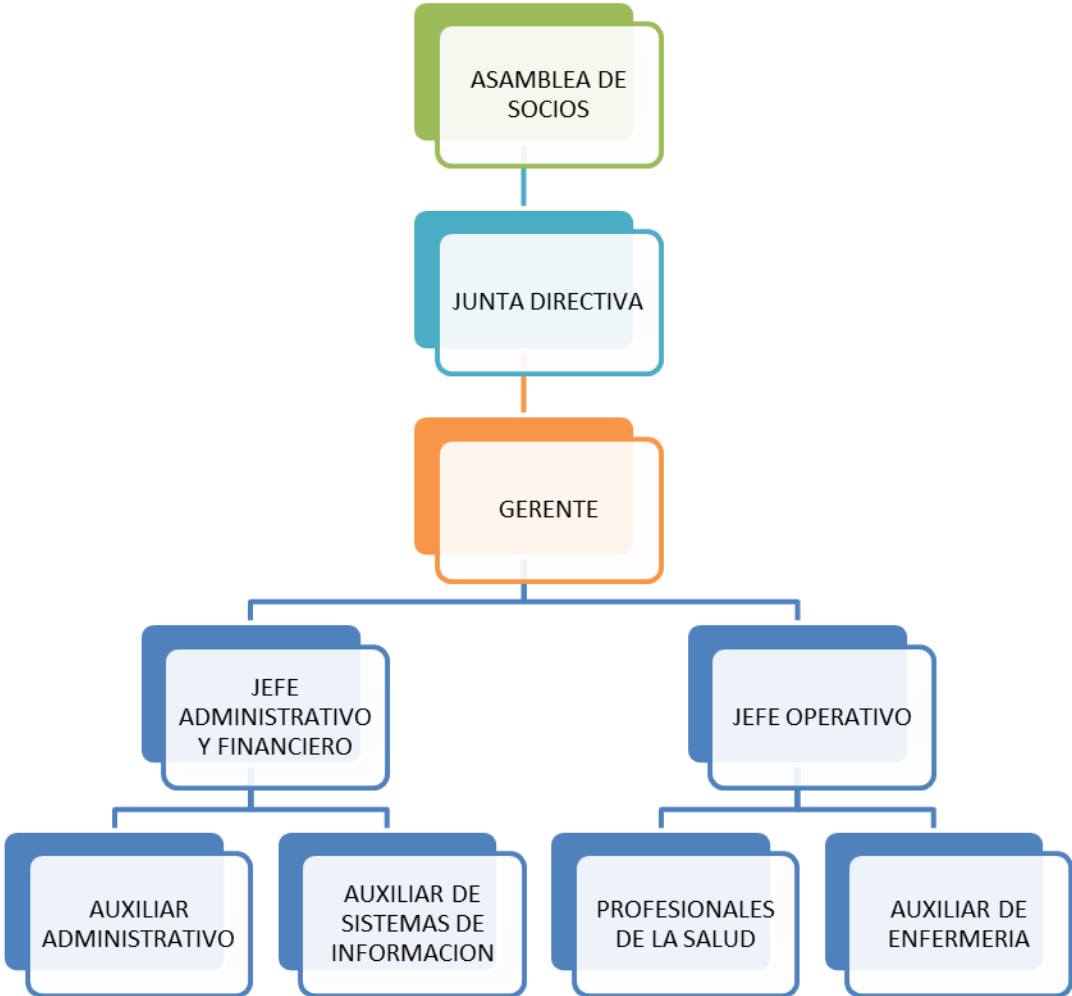 ASAMBLEA DE
SOCIOS
JUNTA DIRECTIVA
GERENTE
JEFE
ADMINISTRATIVO
Y FINANCIERO
JEFE OPERATIVO
AUXILIAR
ADMINISTRATIVO
AUXILIAR DE
SISTEMAS DE
INFORMACION
PROFESIONALES
DE LA SALUD
AUXILIAR DE
ENFERMERIA